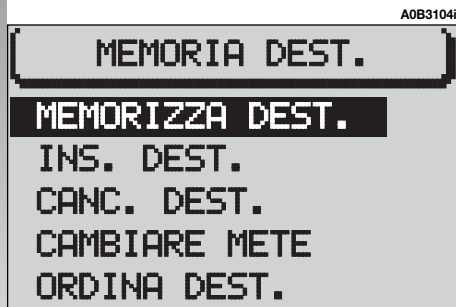 A0B3104i
MEMORIA DEST.
MEMORIZZA DEST.
INS. DEST.
CANC. DEST.
CAMBIARE METE
ORDINA DEST.